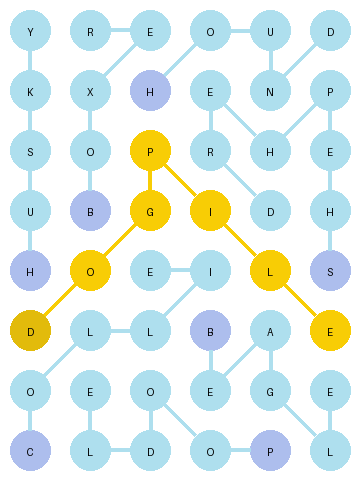 Y R E O U D
K X H E N P
S O P R H E
U B G I D H
H O E I L S
D L L B A E
O E O E G E
C L D O P L